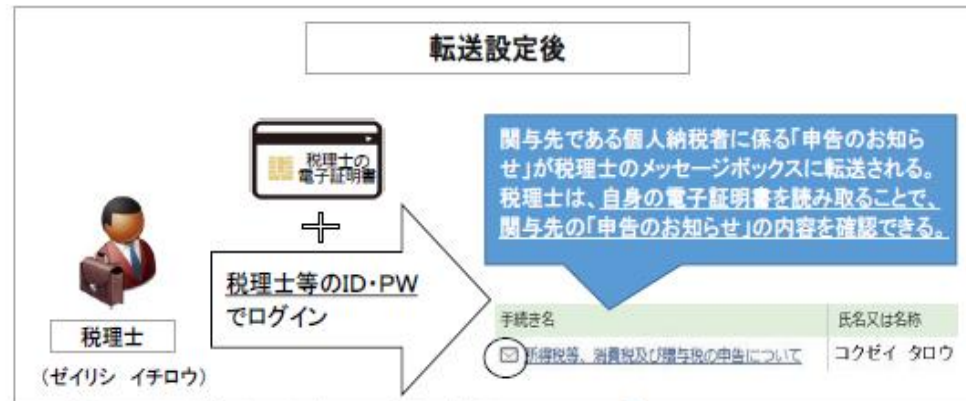 転送設定後
税理士の
電子証明書
関与先である個人納税者に係る「申告のお知ら
せ」が税理士のメッセージボックスに転送される。
税理士は、自身の電子証明書を読み取ることで、
関与先の「申告のお知らせ」の内容を確認できる。
税理士等のID・PW
でログイン
税理士
(ゼイリシ イチロウ)
手続き名
氏名又は名称
所得税等、消費税及び贈与税の申告について
コクゼイ タロウ